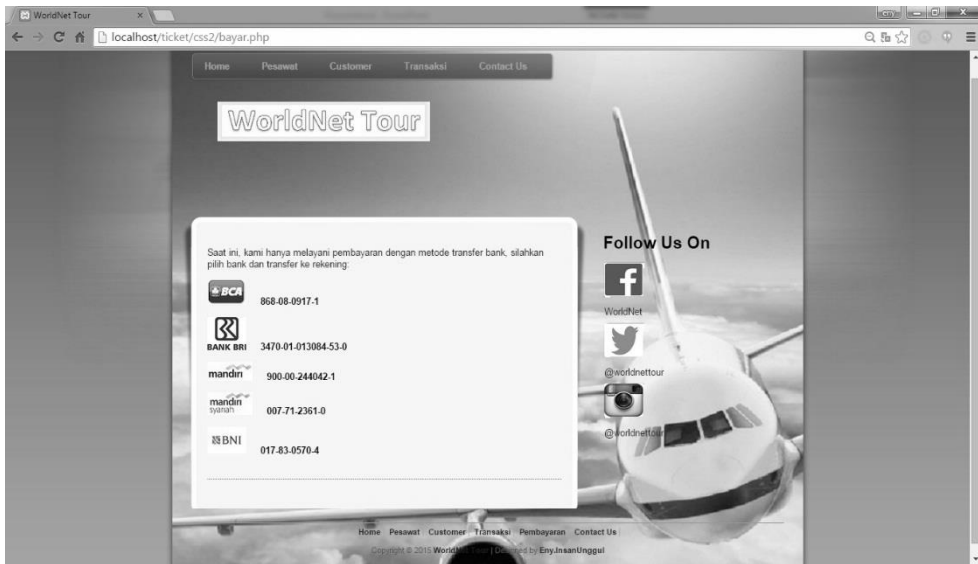 WorldNet Tour
localhost/ticket/css2/bayar.php
Home Pesawat Customer Transaksi Contact Us
WorldNet Tour
Saat ini, kami hanya melayani pembayaran dengan metode transfer bank, silahkan
pilih bank dan transfer ke rekening:
BCA 868-08-0917-1
BANK BRI 3470-01-013084-53-0
mandiri 900-00-244042-1
mandiri
syariah 007-71-2361-0
BNI 017-83-0570-4
Follow Us On
WorldNet
@worldnettour
@worldnettour
Home Pesawat Customer Transaksi Pembayaran Contact Us
Copyright © 2015 WorldNet Tour | Designed by Eny.InsanUnggul